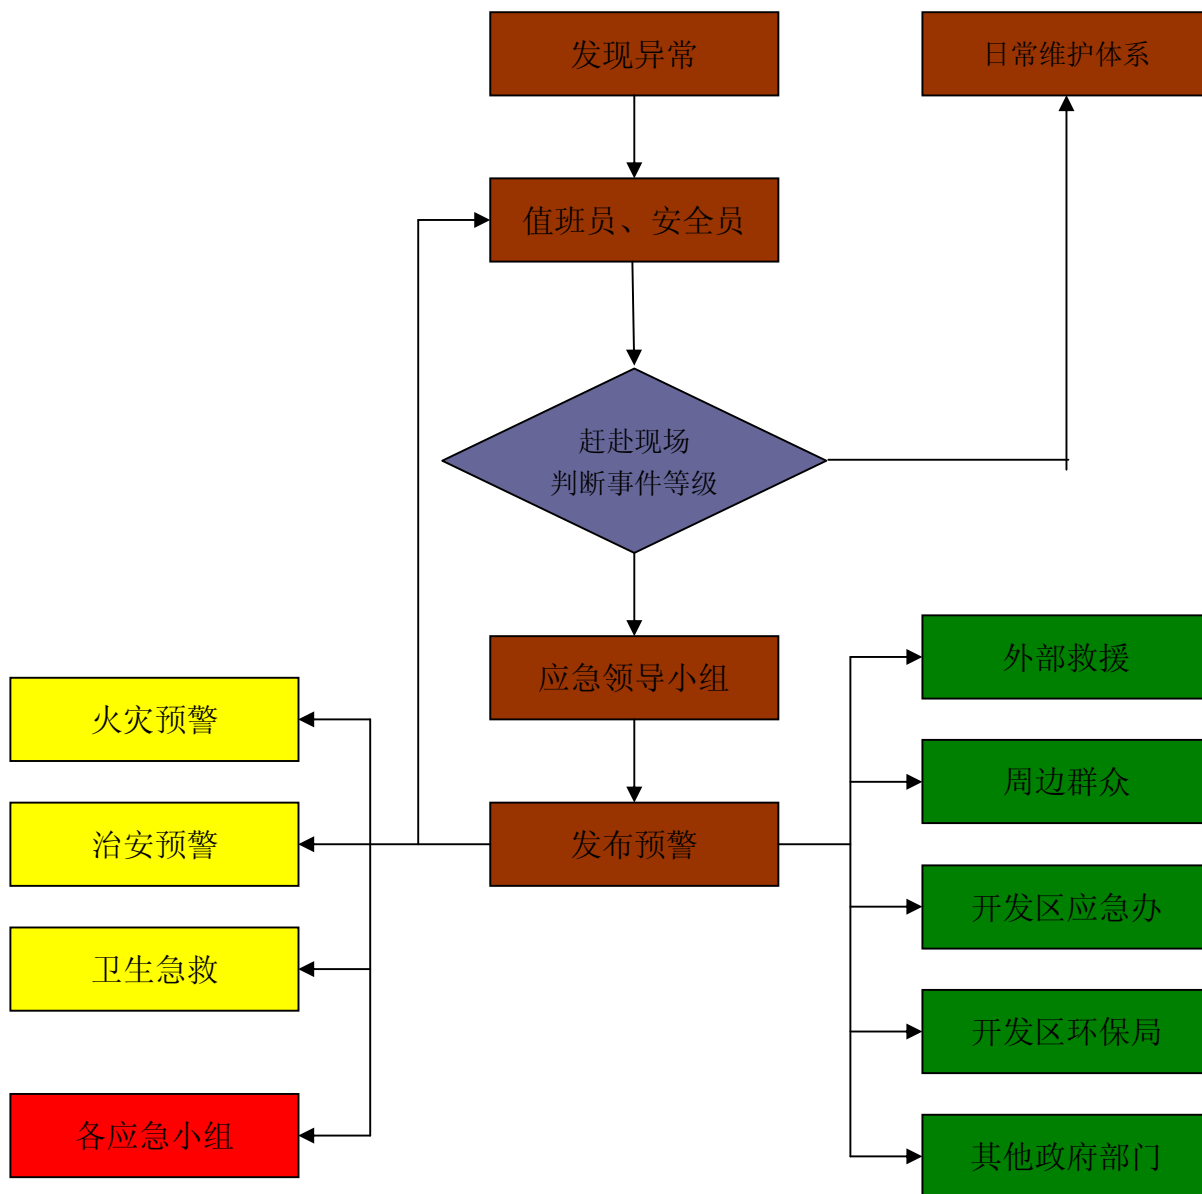 发现异常
日常维护体系
值班员、安全员
赶赴现场
判断事件等级
应急领导小组
外部救援
火灾预警
周边群众
治安预警
发布预警
开发区应急办
卫生急救
开发区环保局
各应急小组
其他政府部门